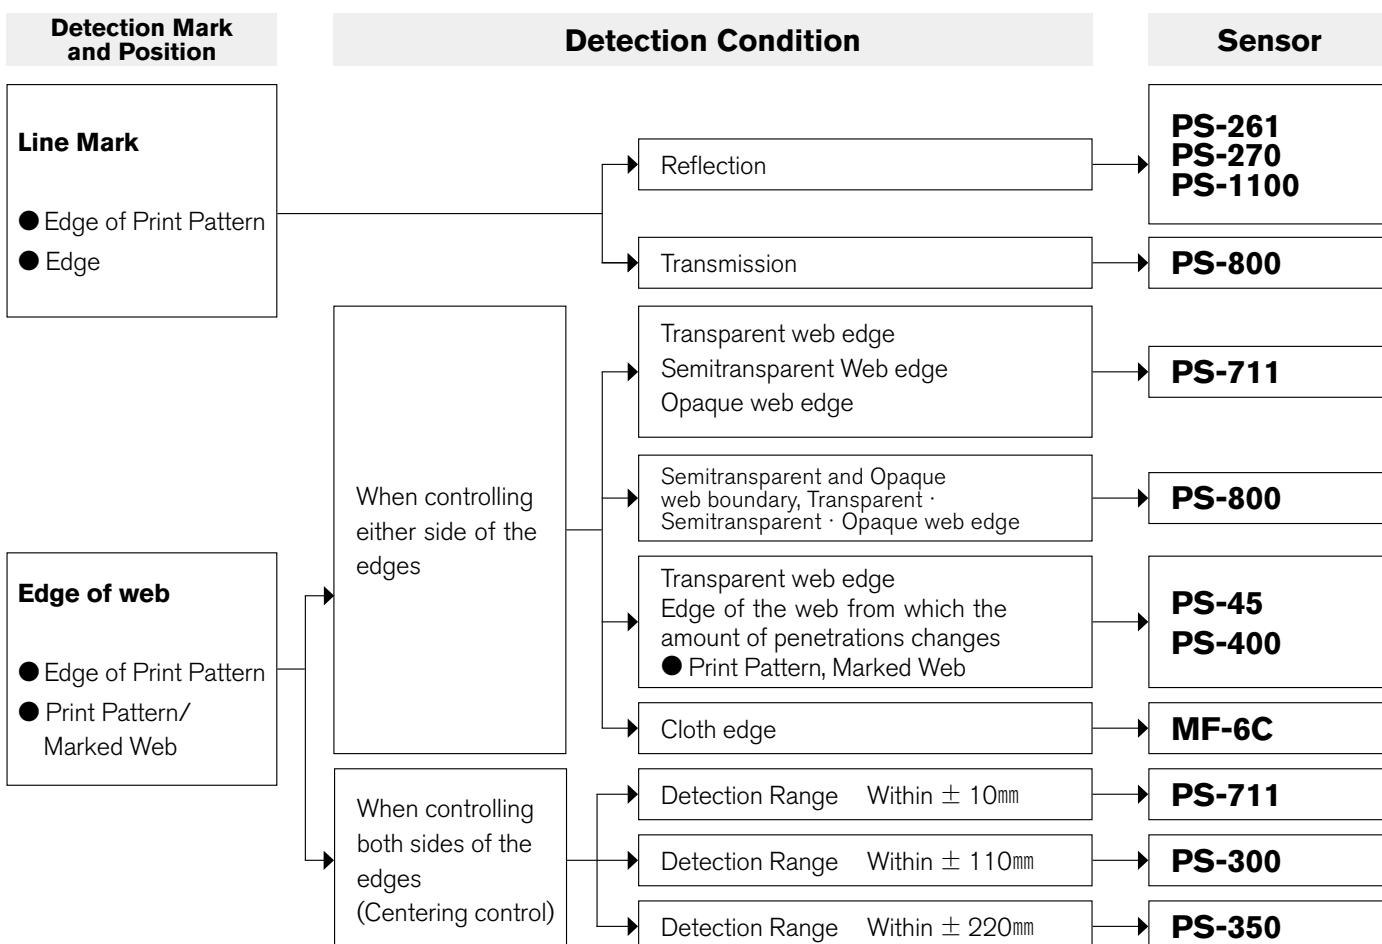 Detection Mark
and Position
Detection Condition
Sensor
Line Mark
● Edge of Print Pattern
● Edge
Reflection
PS-261
PS-270
PS-1100
Transmission
PS-800
Edge of web
● Edge of Print Pattern
● Print Pattern/
Marked Web
When controlling
either side of the
edges
Transparent web edge
Semitransparent Web edge
Opaque web edge
PS-711
Semitransparent and Opaque
web boundary, Transparent ·
Semitransparent · Opaque web edge
PS-800
Transparent web edge
Edge of the web from which the
amount of penetrations changes
● Print Pattern, Marked Web
PS-45
PS-400
Cloth edge
MF-6C
When controlling
both sides of the
edges
(Centering control)
Detection Range Within ± 10㎜
PS-711
Detection Range Within ± 110㎜
PS-300
Detection Range Within ± 220㎜
PS-350